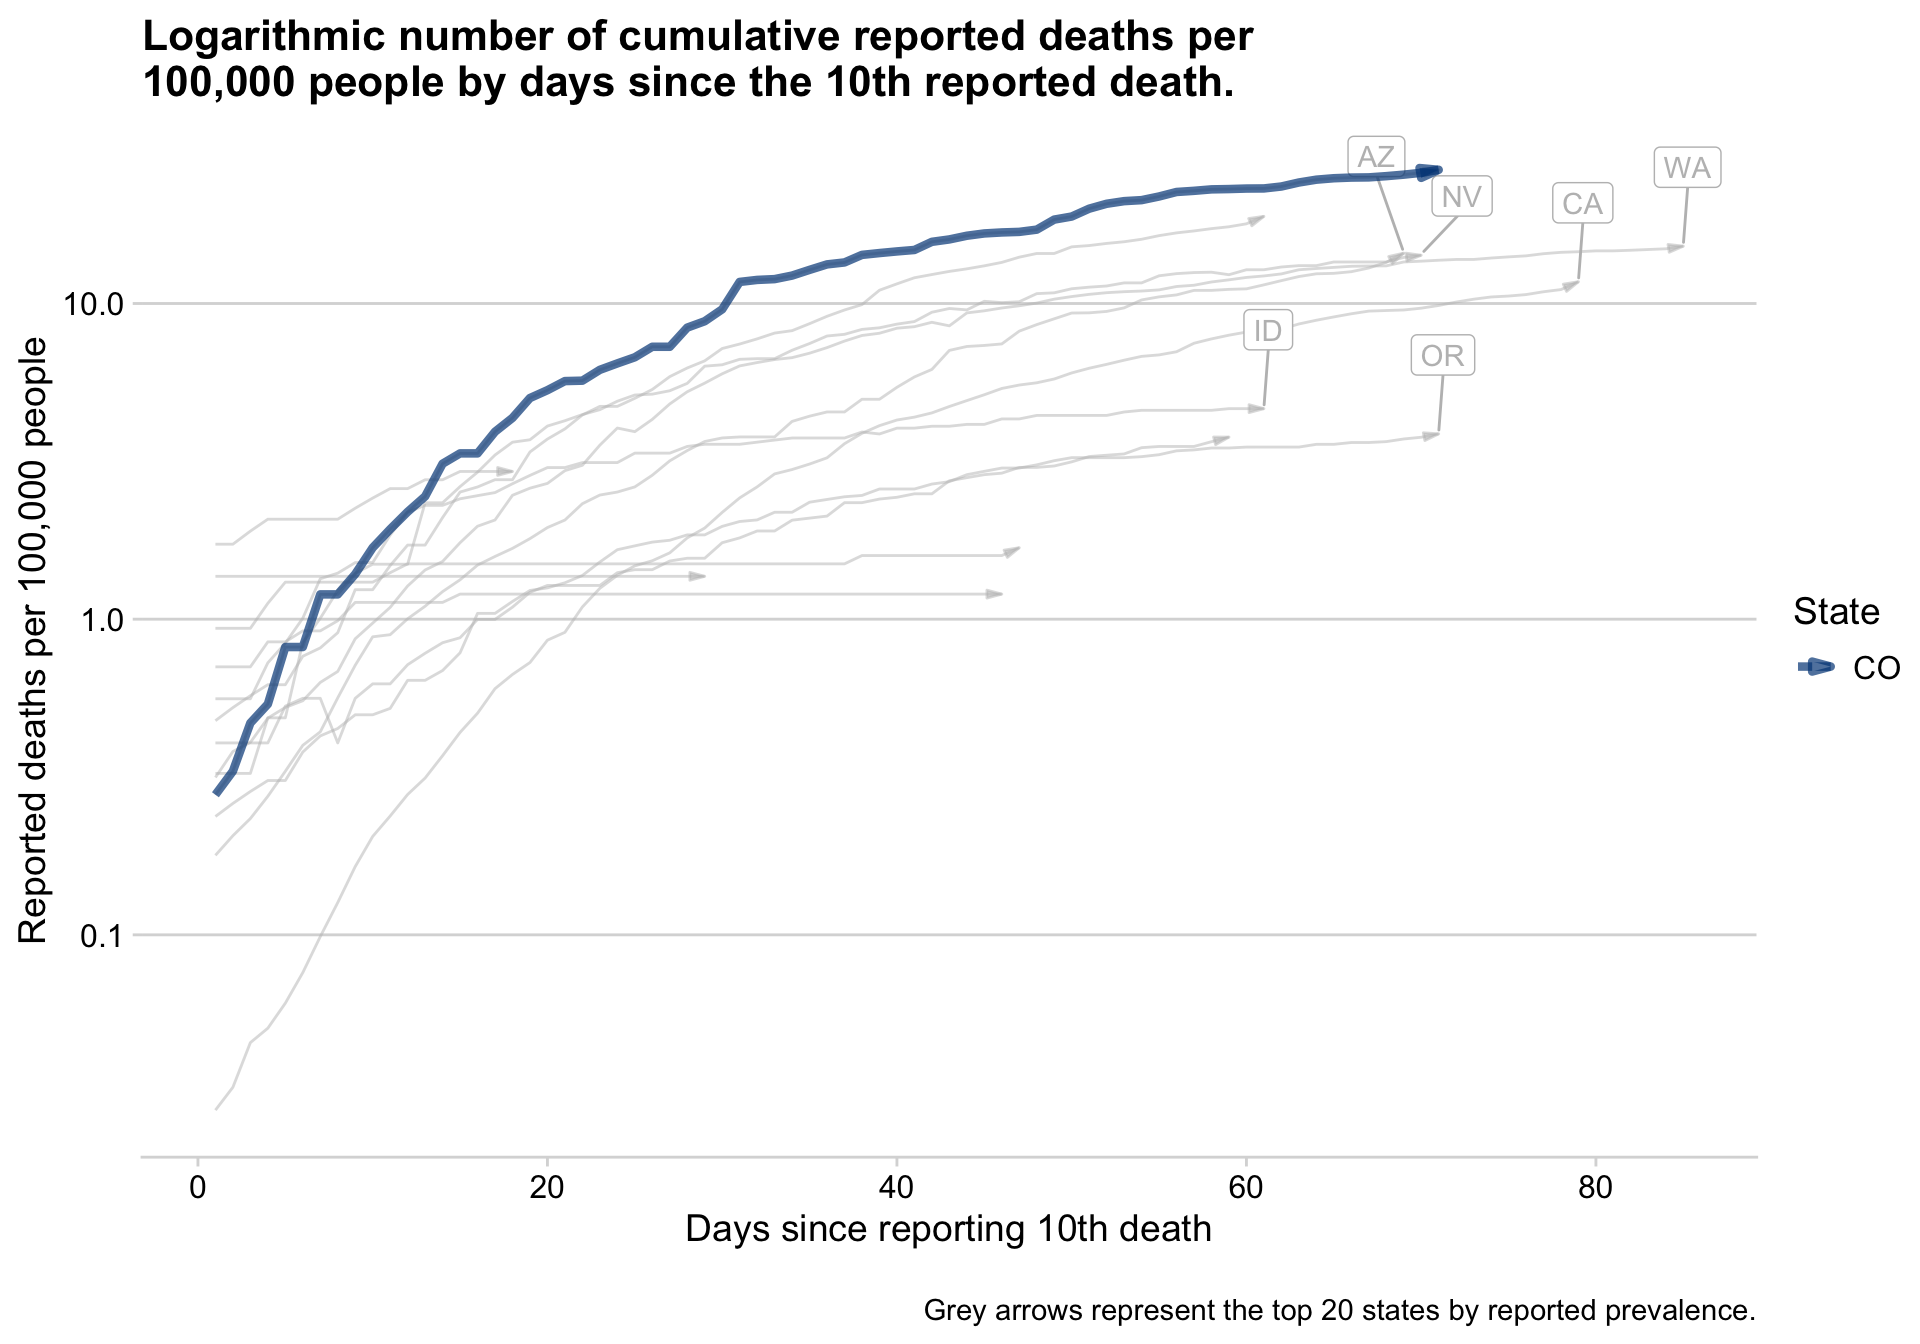 Logarithmic number of cumulative reported deaths per
100,000 people by days since the 10th reported death.
AZ
WA
NV
CA
10.0
ID
OR
Reported deaths per 100,000 people
1.0
State
CO
0.1
0 20 40 60 80
Days since reporting 10th death
Grey arrows represent the top 20 states by reported prevalence.